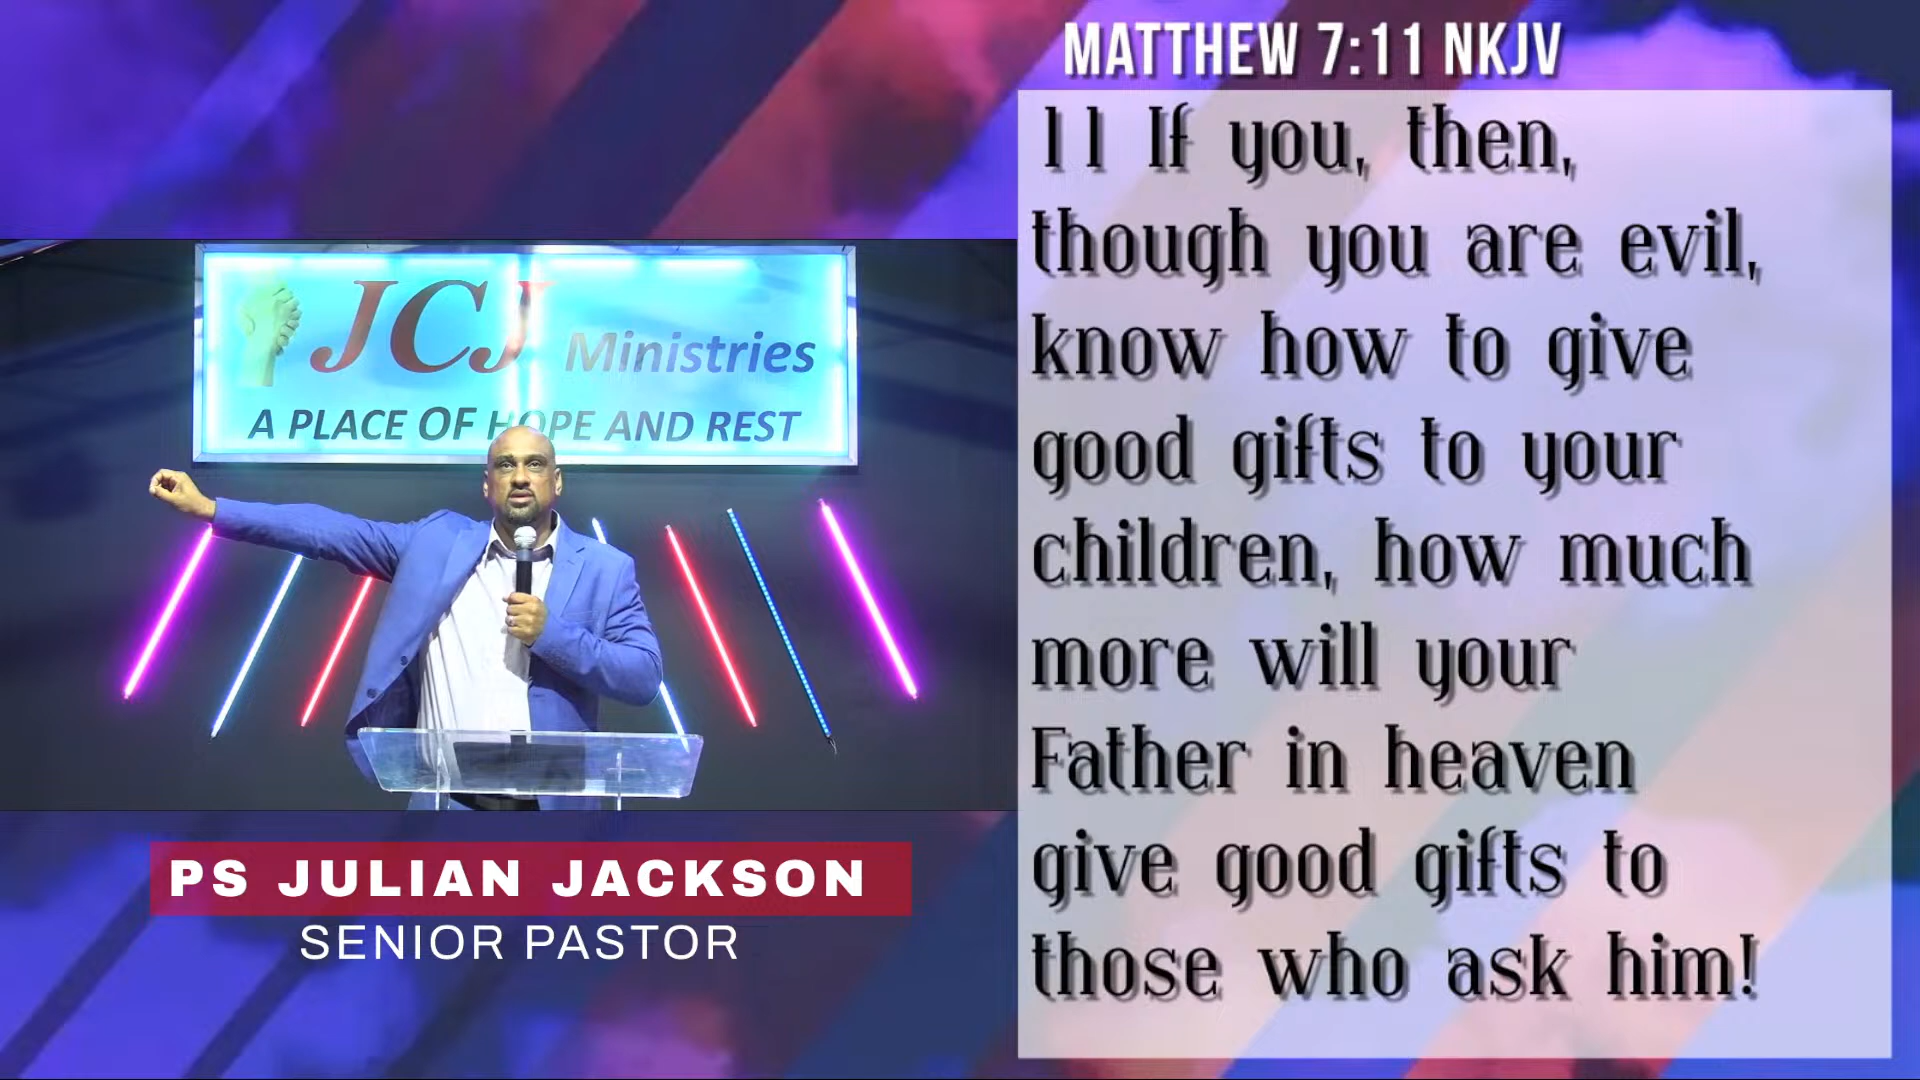 MATTHEW 7:11 NKJV
11 If you, then,
though you are evil,
know how to give
good gifts to your
children, how much
more will your
Father in heaven
give good gifts to
those who ask him!
JCJ Ministries
A PLACE OF HOPE AND REST
PS JULIAN JACKSON
SENIOR PASTOR